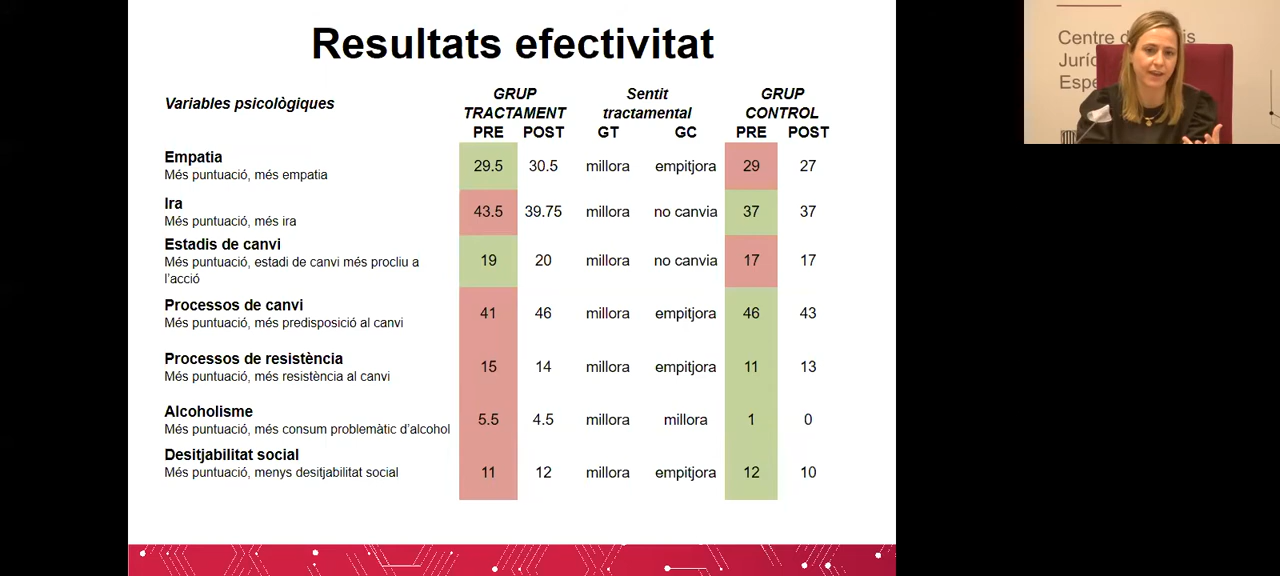 Resultats efectivitat
Variables psicològiques
GRUP TRACTAMENT
Sentit tractamental
GRUP CONTROL
PRE POST GT GC PRE POST
Empatia
Més puntuació, més empatia
29.5 30.5 millora empitjora 29 27
Ira
Més puntuació, més ira
43.5 39.75 millora no canvia 37 37
Estadis de canvi
Més puntuació, estadi de canvi més procliu a
l'acció
19 20 millora no canvia 17 17
Processos de canvi
Més puntuació, més predisposició al canvi
41 46 millora empitjora 46 43
Processos de resistència
Més puntuació, més resistència al canvi
15 14 millora empitjora 11 13
Alcoholisme
Més puntuació, més consum problemàtic d'alcohol
5.5 4.5 millora millora 1 0
Desitjabilitat social
Més puntuació, menys desitjabilitat social
11 12 millora empitjora 12 10
Centre